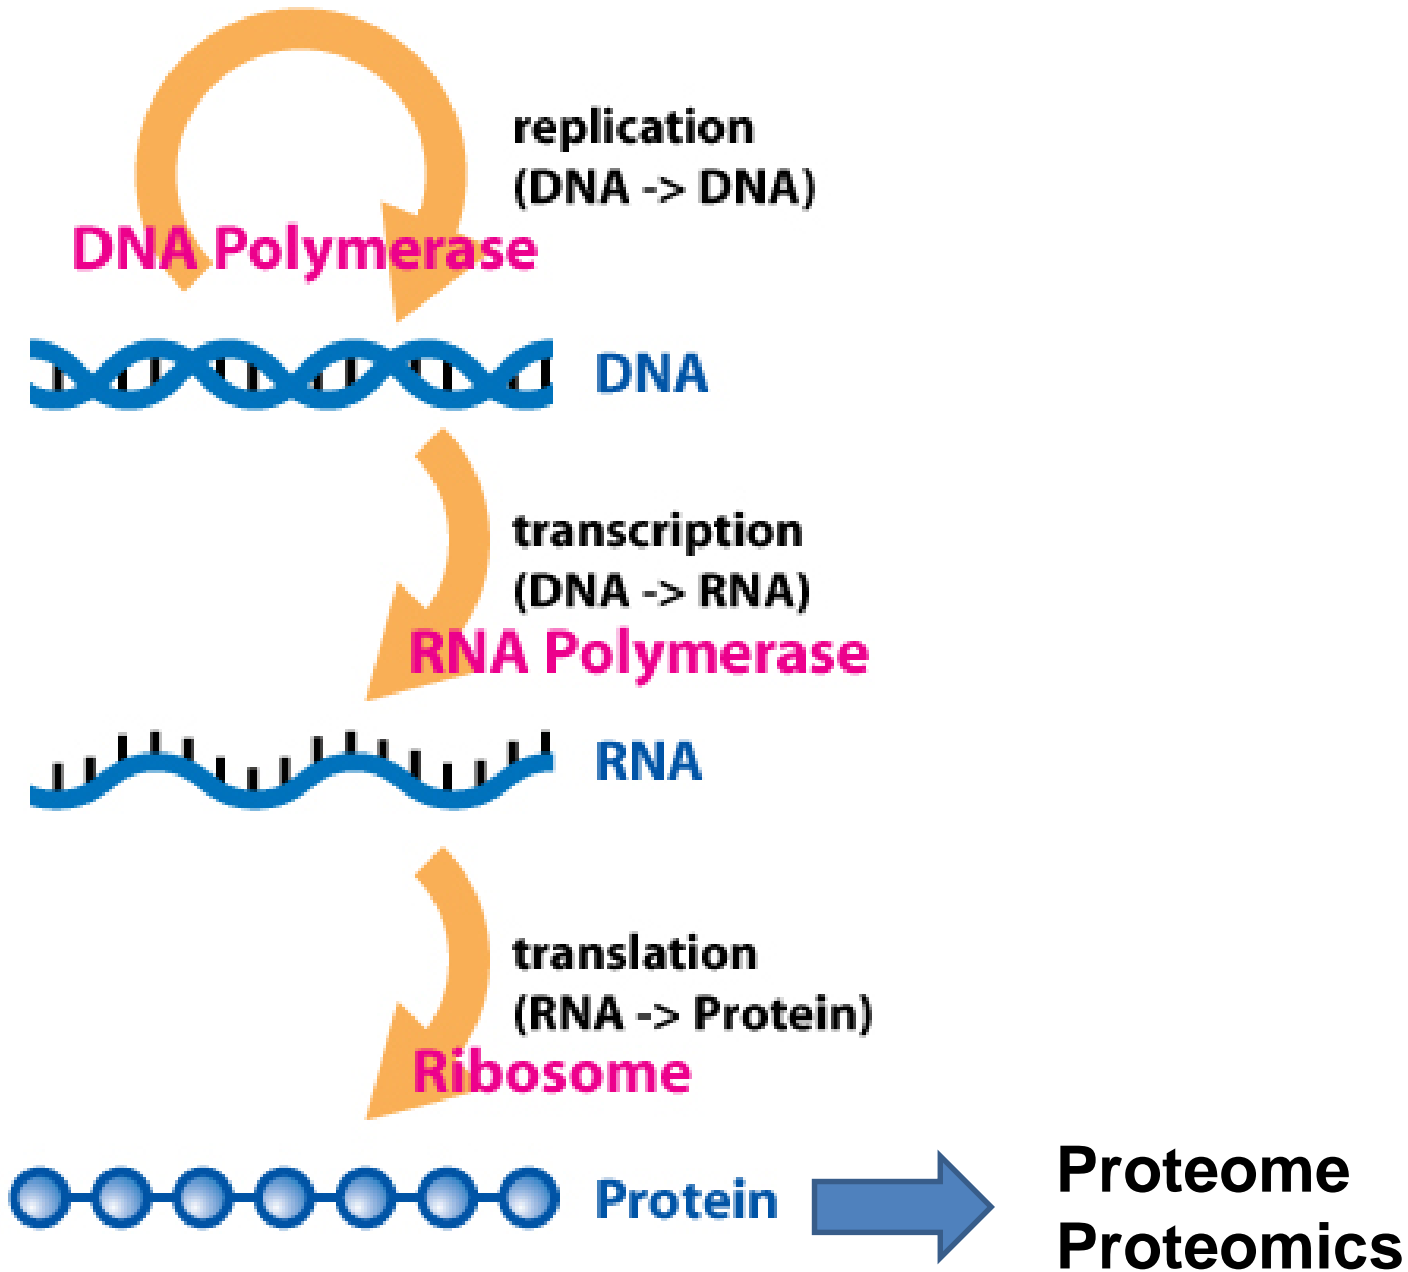 replication
(DNA -> DNA)
DNA Polymerase
DNA
transcription
(DNA -> RNA)
RNA Polymerase
RNA
translation
(RNA -> Protein)
Ribosome
Protein
Proteome
Proteomics